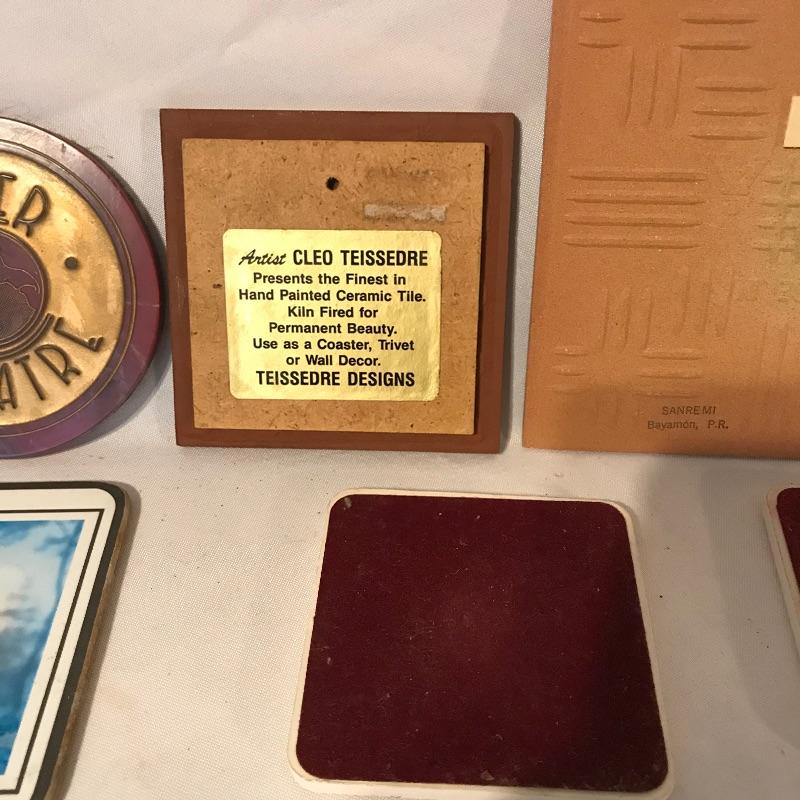 Artist CLEO TEISSEDRE
Presents the Finest in
Hand Painted Ceramic Tile.
Kiln Fired for
Permanent Beauty.
Use as a Coaster, Trivet
or Wall Decor.
TEISSEDRE DESIGNS
SANREMI
Bayamón, P.R.